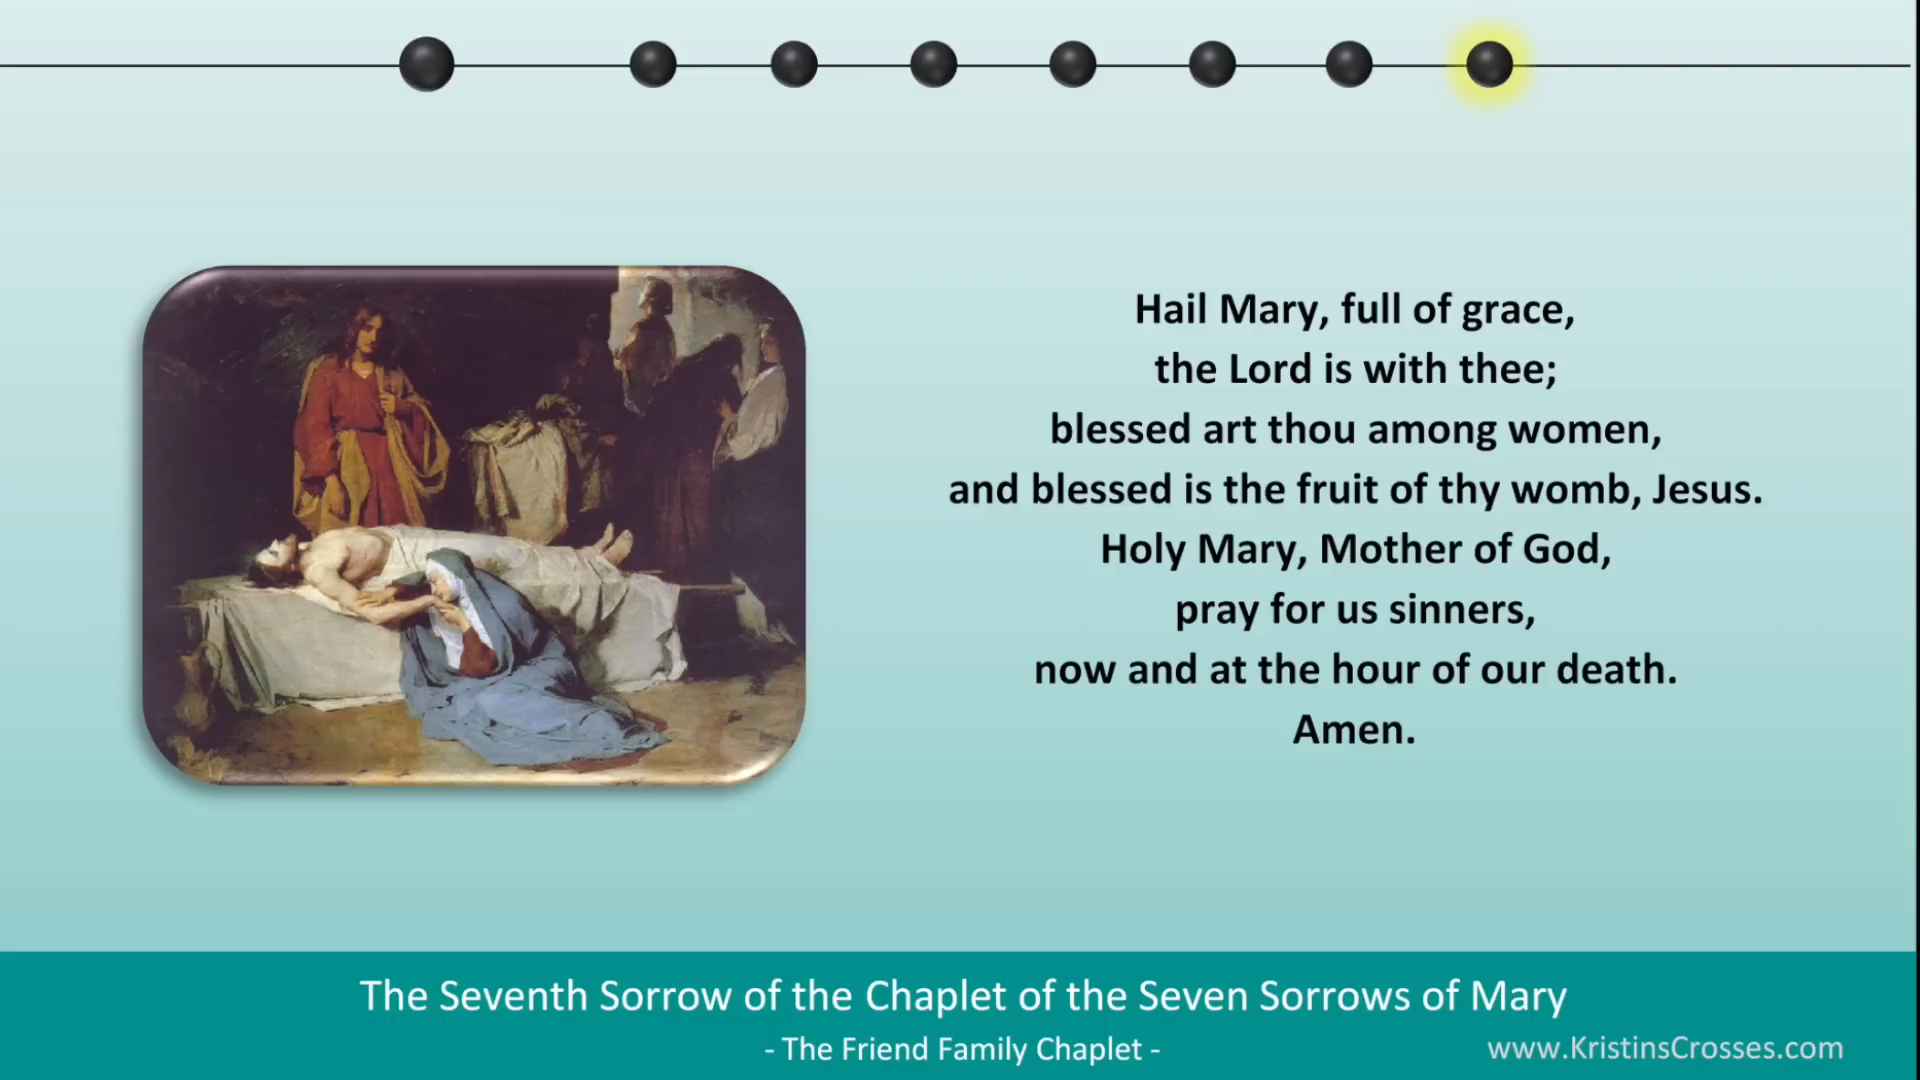 Hail Mary, full of grace,
the Lord is with thee;
blessed art thou among women,
and blessed is the fruit of thy womb, Jesus.
Holy Mary, Mother of God,
pray for us sinners,
now and at the hour of our death.
Amen.
The Seventh Sorrow of the Chaplet of the Seven Sorrows of Mary
- The Friend Family Chaplet -
www.KristinsCrosses.com